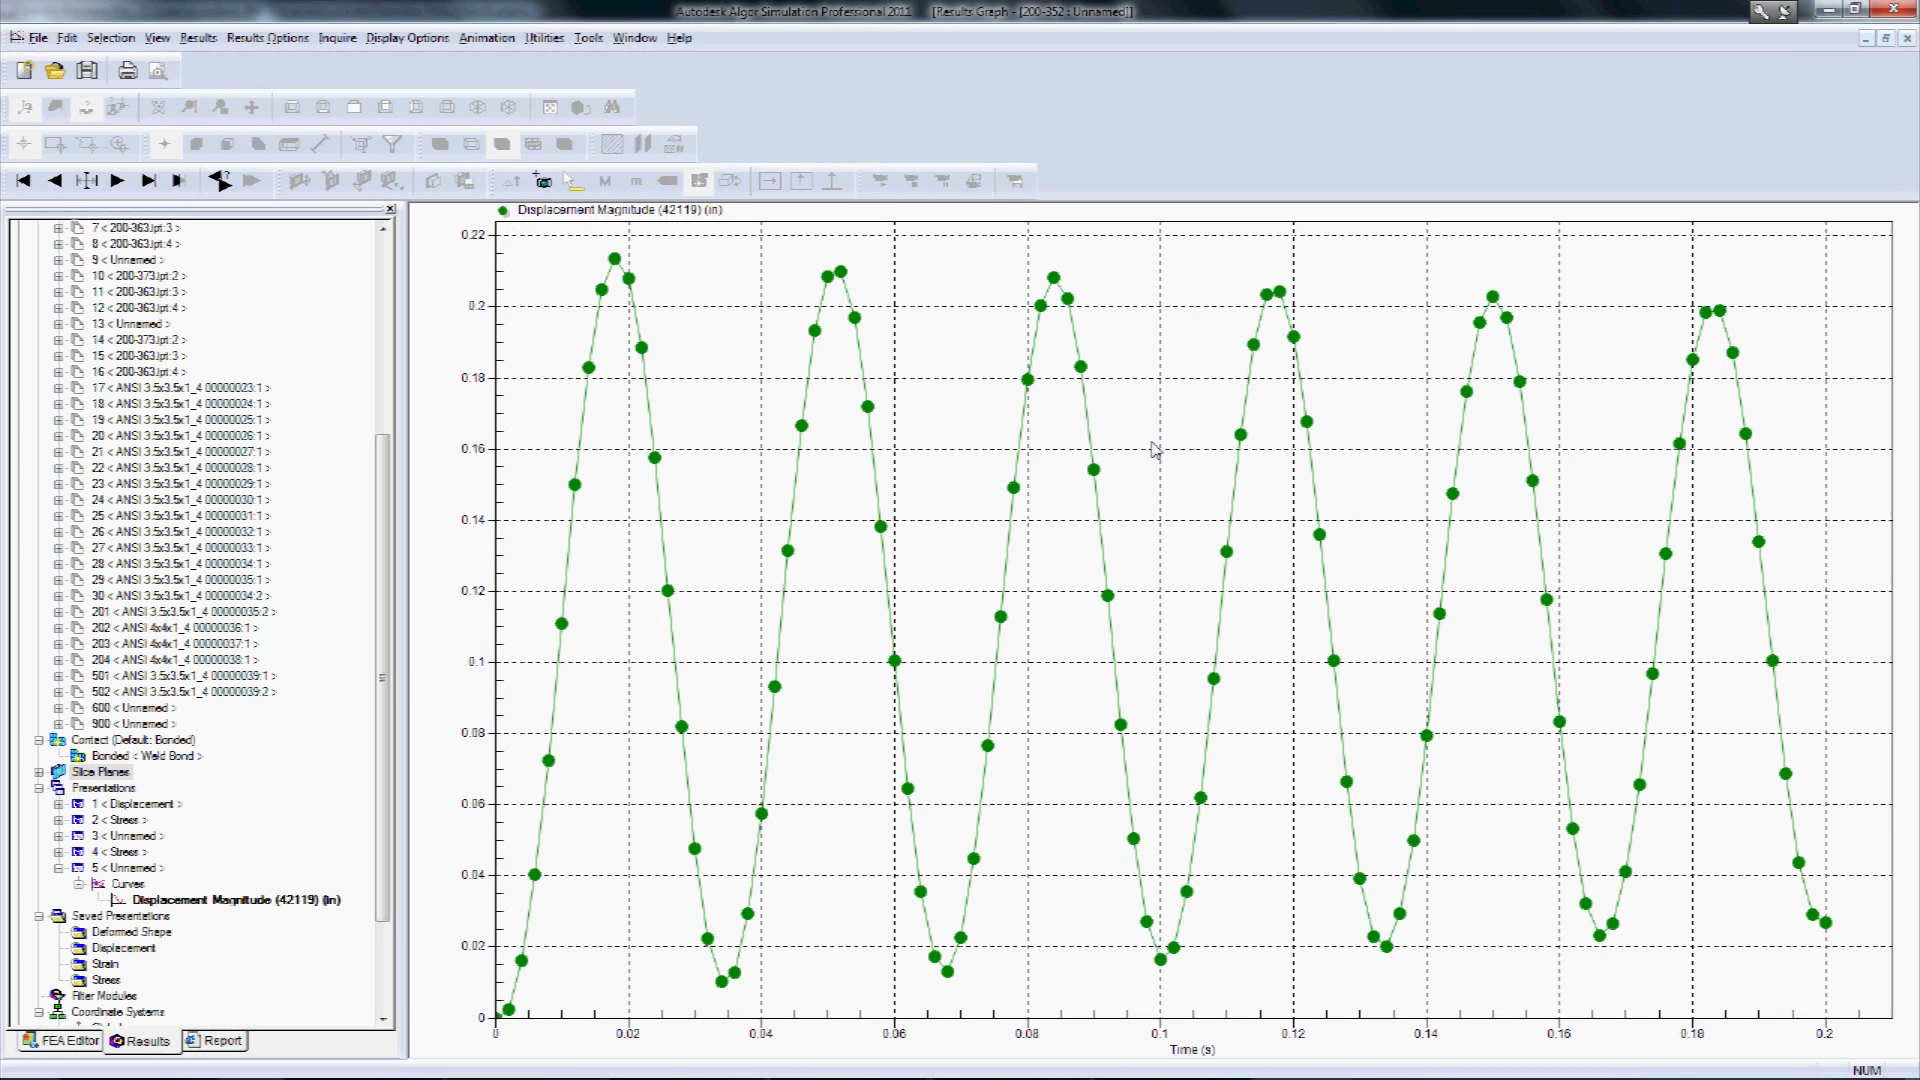 Autodesk Algor Simulation Professional 2011 [Results Graph - [200-352 : Unnamed]]
File Edit Selection View Results Results Options Inquire Display Options Animation Utilities Tools Window Help
7 < 200-363.ipt:3 >
8 < 200-363.ipt:4 >
9 < Unnamed >
10 < 200-373.ipt:2 >
11 < 200-363.ipt:3 >
12 < 200-363.ipt:4 >
13 < Unnamed >
14 < 200-373.ipt:2 >
15 < 200-363.ipt:3 >
16 < 200-363.ipt:4 >
17 < ANSI 3.5x3.5x1_4 00000023:1 >
18 < ANSI 3.5x3.5x1_4 00000024:1 >
19 < ANSI 3.5x3.5x1_4 00000025:1 >
20 < ANSI 3.5x3.5x1_4 00000026:1 >
21 < ANSI 3.5x3.5x1_4 00000027:1 >
22 < ANSI 3.5x3.5x1_4 00000028:1 >
23 < ANSI 3.5x3.5x1_4 00000029:1 >
24 < ANSI 3.5x3.5x1_4 00000030:1 >
25 < ANSI 3.5x3.5x1_4 00000031:1 >
26 < ANSI 3.5x3.5x1_4 00000032:1 >
27 < ANSI 3.5x3.5x1_4 00000033:1 >
28 < ANSI 3.5x3.5x1_4 00000034:1 >
29 < ANSI 3.5x3.5x1_4 00000035:1 >
30 < ANSI 3.5x3.5x1_4 00000034:2 >
201 < ANSI 3.5x3.5x1_4 00000035:2 >
202 < ANSI 4x4x1_4 00000036:1 >
203 < ANSI 4x4x1_4 00000037:1 >
204 < ANSI 4x4x1_4 00000038:1 >
501 < ANSI 3.5x3.5x1_4 00000039:1 >
502 < ANSI 3.5x3.5x1_4 00000039:2 >
600 < Unnamed >
900 < Unnamed >
Contact (Default: Bonded)
Bonded < Weld Bond >
Slice Planes
Presentations
1 < Displacement >
2 < Stress >
3 < Unnamed >
4 < Stress >
5 < Unnamed >
Curves
Displacement Magnitude (42119) (in)
Saved Presentations
Deformed Shape
Displacement
Strain
Stress
Filter Modules
Coordinate Systems
FEA Editor Results Report
Displacement Magnitude (42119) (in)
0.22
0.2
0.18
0.16
0.14
0.12
0.1
0.08
0.06
0.04
0.02
0
0 0.02 0.04 0.06 0.08 0.1 0.12 0.14 0.16 0.18 0.2
Time (s)
NUM